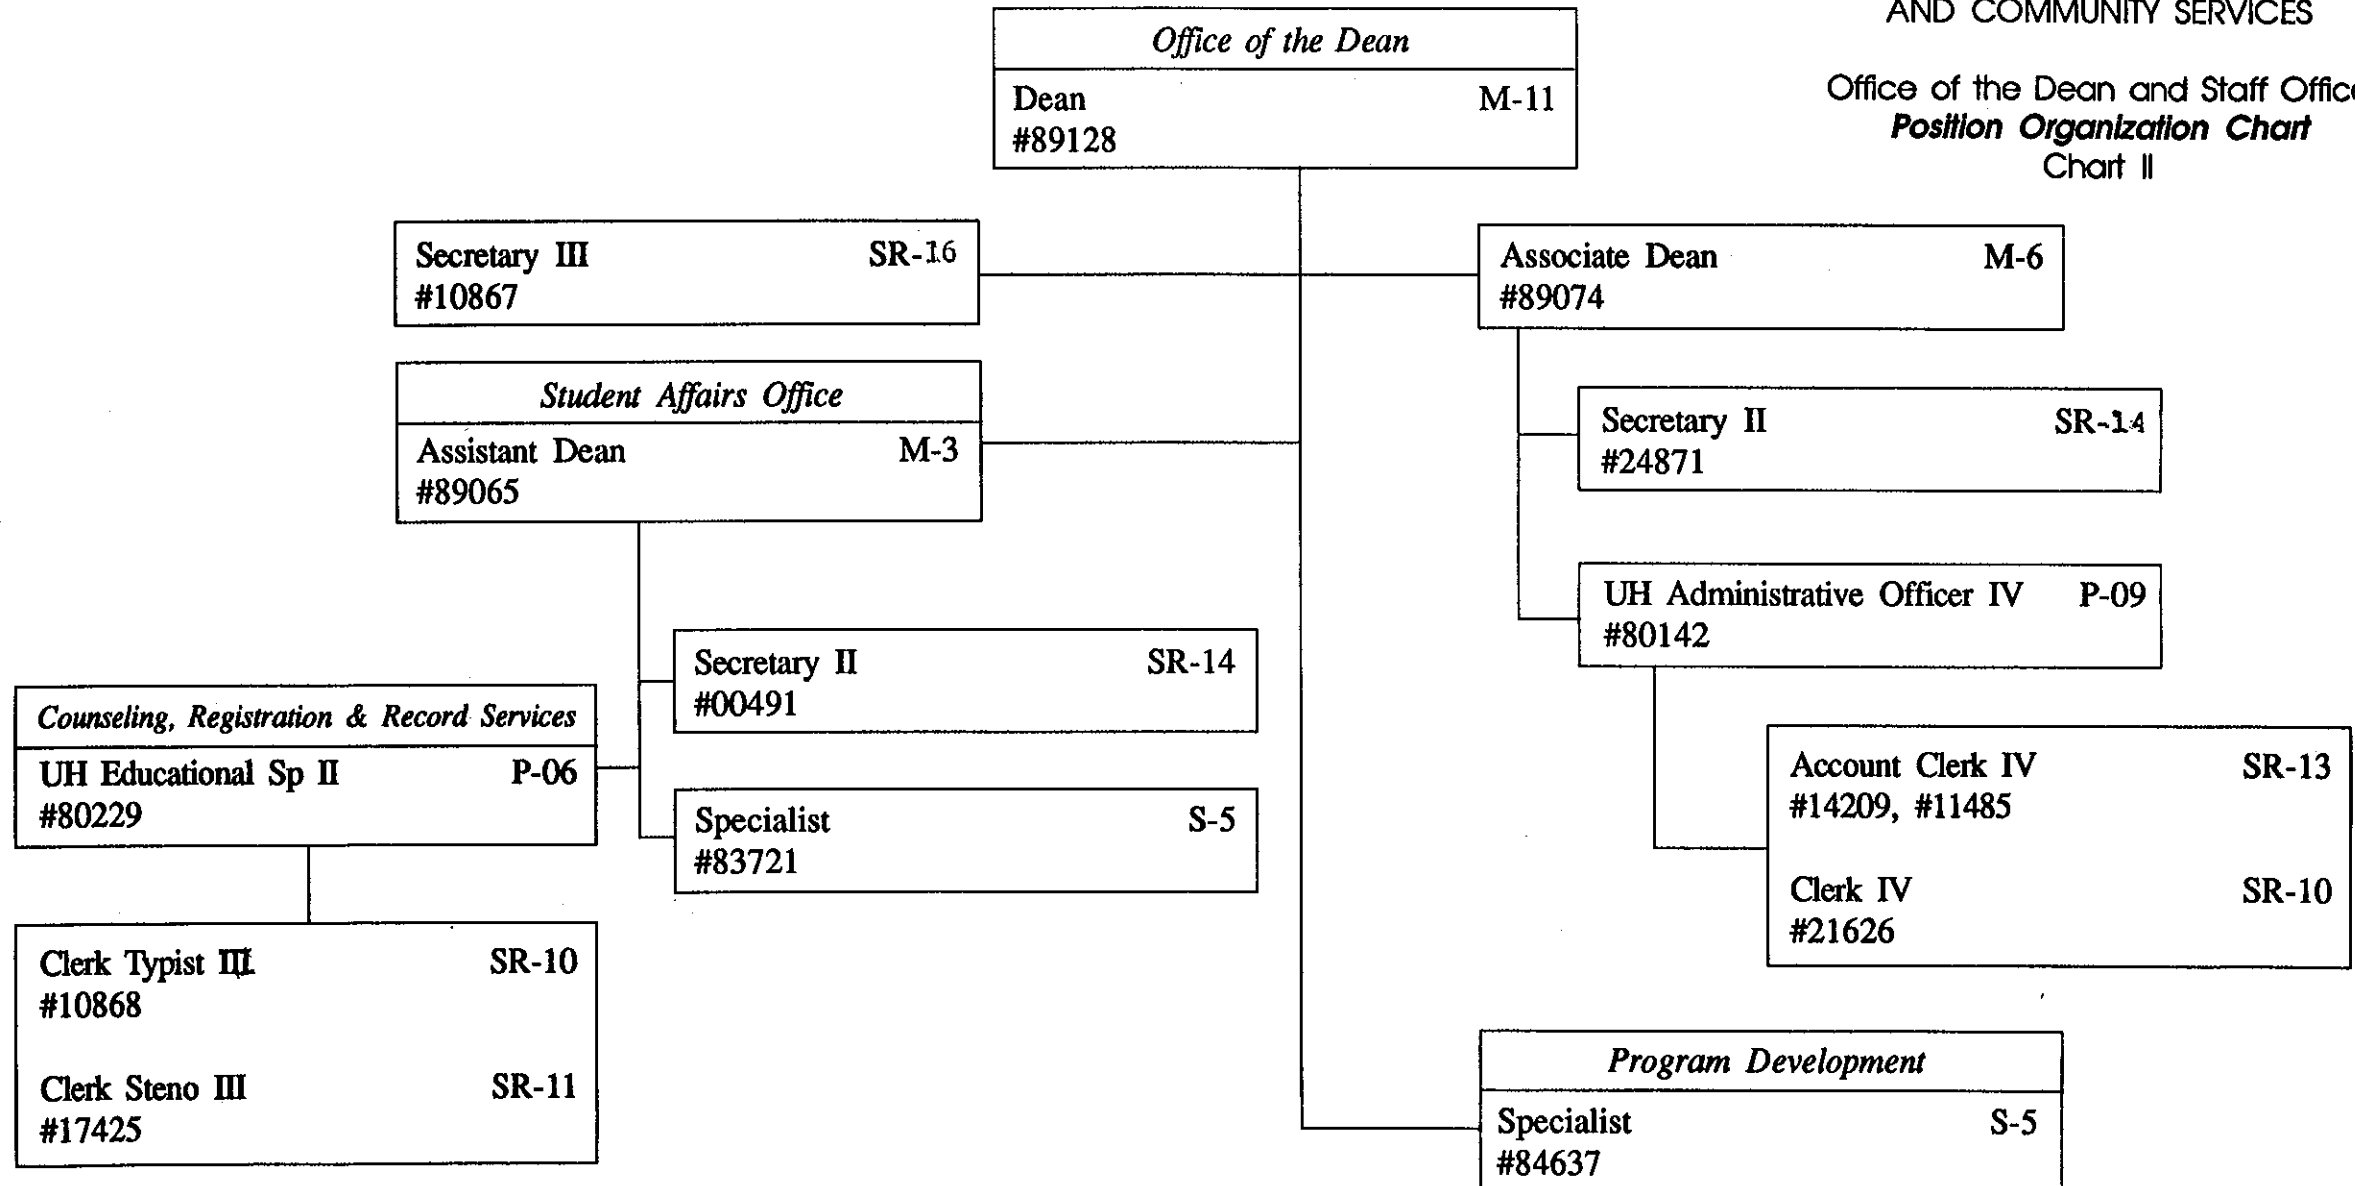 AND COMMUNITY SERVICES
Office of the Dean and Staff Office
Position Organization Chart
Chart II
Office of the Dean
Dean M-11
#89128
Secretary III SR-16
#10867
Associate Dean M-6
#89074
Student Affairs Office
Assistant Dean M-3
#89065
Secretary II SR-14
#24871
UH Administrative Officer IV P-09
#80142
Secretary II SR-14
#00491
Counseling, Registration & Record Services
UH Educational Sp II P-06
#80229
Specialist S-5
#83721
Account Clerk IV SR-13
#14209, #11485
Clerk IV SR-10
#21626
Clerk Typist III SR-10
#10868
Clerk Steno III SR-11
#17425
Program Development
Specialist S-5
#84637